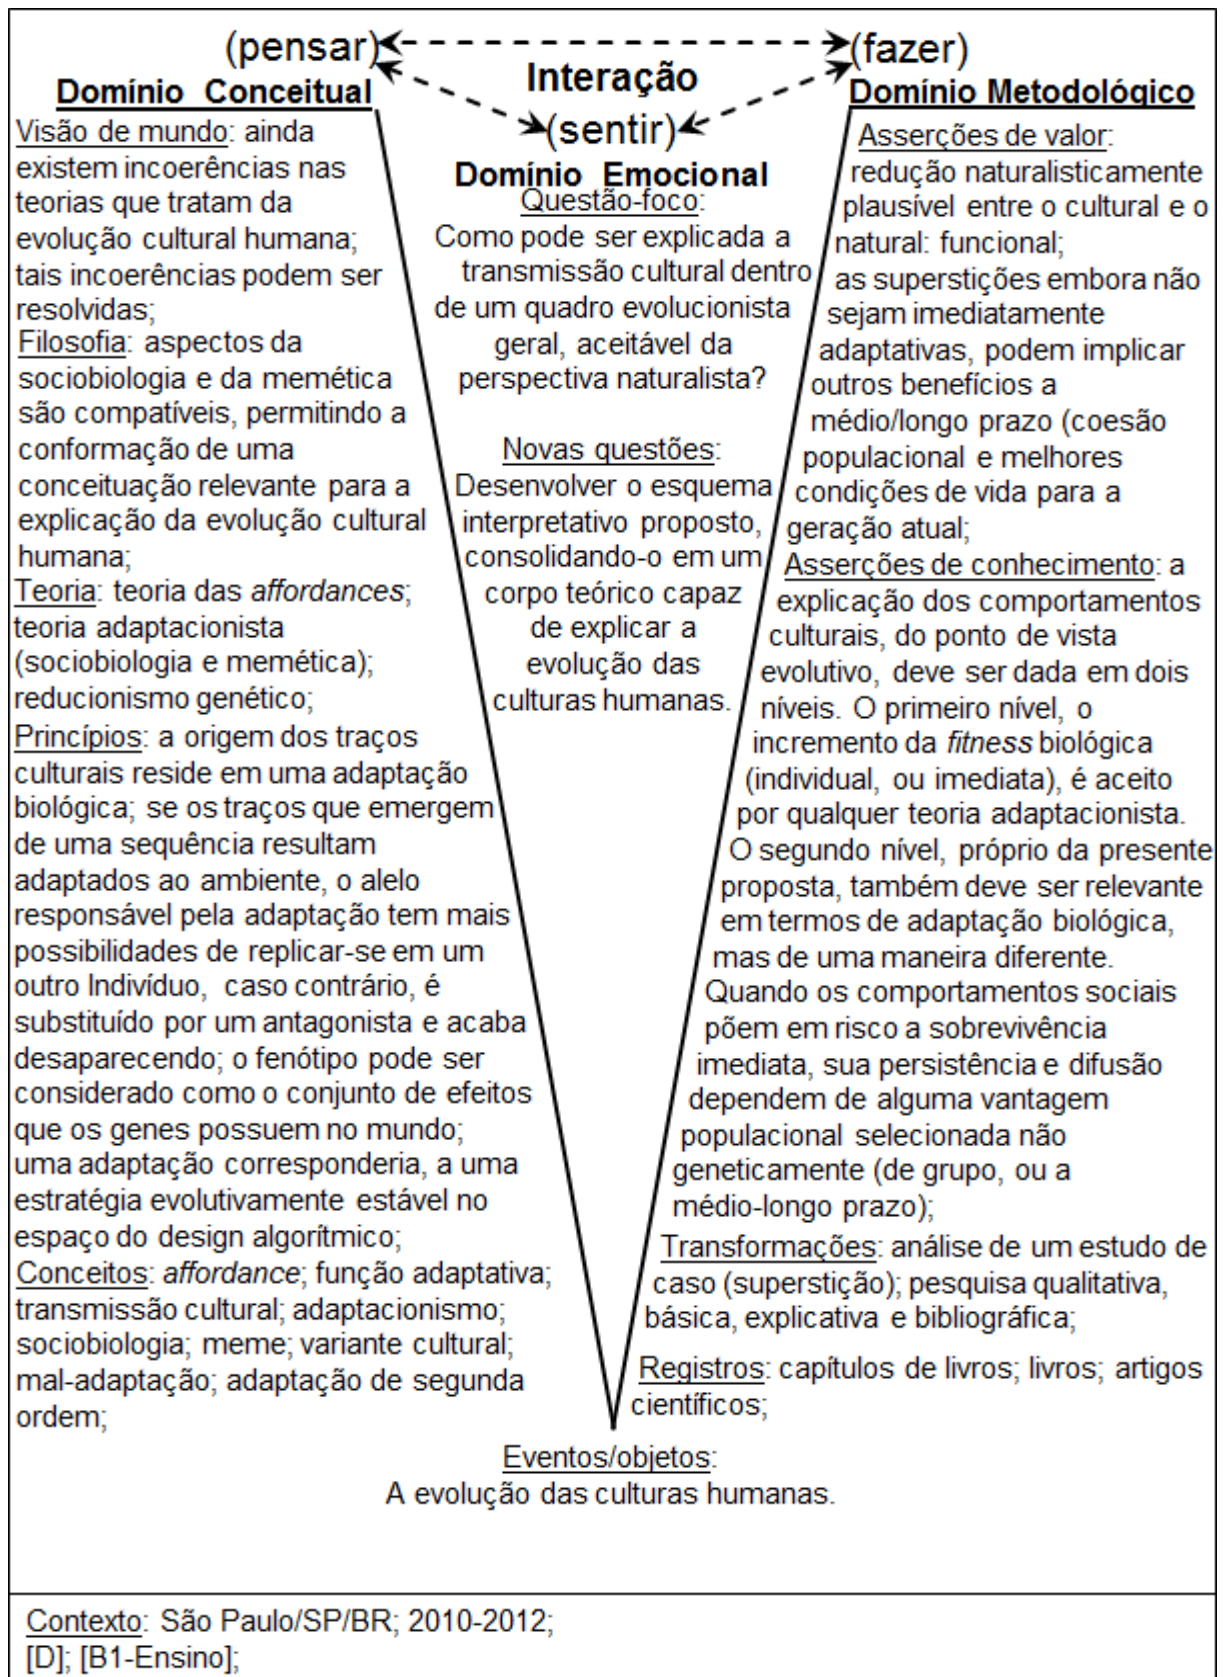 (pensar)
Domínio Conceitual
Visão de mundo: ainda
existem incoerências nas
teorias que tratam da
evolução cultural humana;
tais incoerências podem ser
resolvidas;
Filosofia: aspectos da
sociobiologia e da memética
são compatíveis, permitindo a
conformação de uma
conceituação relevante para a
explicação da evolução cultural
humana;
Teoria: teoria das affordances;
teoria adaptacionista
(sociobiologia e memética);
reducionismo genético;
Princípios: a origem dos traços
culturais reside em uma adaptação
biológica; se os traços que emergem
de uma sequência resultam
adaptados ao ambiente, o alelo
responsável pela adaptação tem mais
possibilidades de replicar-se em um
outro Indivíduo, caso contrário, é
substituído por um antagonista e acaba
desaparecendo; o fenótipo pode ser
considerado como o conjunto de efeitos
que os genes possuem no mundo;
uma adaptação corresponderia, a uma
estratégia evolutivamente estável no
espaço do design algorítmico;
Conceitos: affordance; função adaptativa;
transmissão cultural; adaptacionismo;
sociobiologia; meme; variante cultural;
mal-adaptação; adaptação de segunda
ordem;
Interação
(sentir)
Domínio Emocional
Questão-foco:
Como pode ser explicada a
transmissão cultural dentro
de um quadro evolucionista
geral, aceitável da
perspectiva naturalista?
Novas questões:
Desenvolver o esquema
interpretativo proposto,
consolidando-o em um
corpo teórico capaz
de explicar a
evolução das
culturas humanas.
(fazer)
Domínio Metodológico
Asserções de valor:
redução naturalisticamente
plausível entre o cultural e o
natural: funcional;
as superstições embora não
sejam imediatamente
adaptativas, podem implicar
outros benefícios a
médio/longo prazo (coesão
populacional e melhores
condições de vida para a
geração atual;
Asserções de conhecimento: a
explicação dos comportamentos
culturais, do ponto de vista
evolutivo, deve ser dada em dois
níveis. O primeiro nível, o
incremento da fitness biológica
(individual, ou imediata), é aceito
por qualquer teoria adaptacionista.
O segundo nível, próprio da presente
proposta, também deve ser relevante
em termos de adaptação biológica,
mas de uma maneira diferente.
Quando os comportamentos sociais
põem em risco a sobrevivência
imediata, sua persistência e difusão
dependem de alguma vantagem
populacional selecionada não
geneticamente (de grupo, ou a
médio-longo prazo);
Transformações: análise de um estudo de
caso (superstição); pesquisa qualitativa,
básica, explicativa e bibliográfica;
Registros: capítulos de livros; livros; artigos
científicos;
Eventos/objetos:
A evolução das culturas humanas.
Contexto: São Paulo/SP/BR; 2010-2012;
[D]; [B1-Ensino];